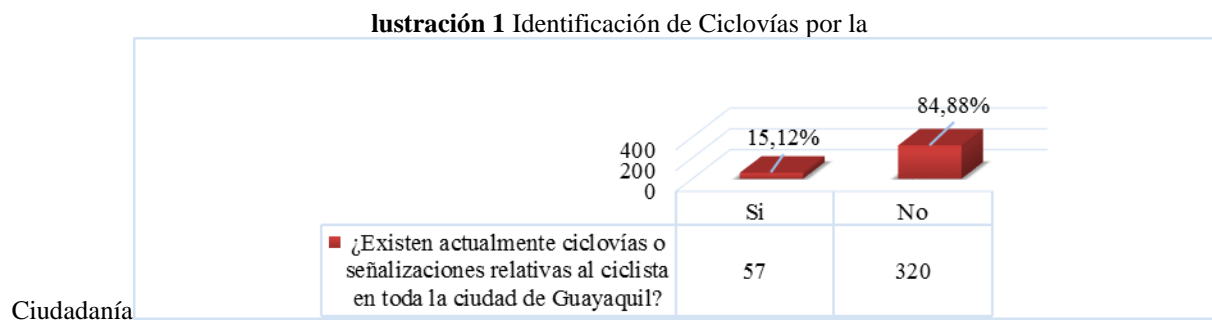 lustración 1 Identificación de Ciclovías por la
84,88%
15,12%
400
200
0
Si No
¿Existen actualmente ciclovías o
señalizaciones relativas al ciclista
en toda la ciudad de Guayaquil?
57 320
Ciudadanía